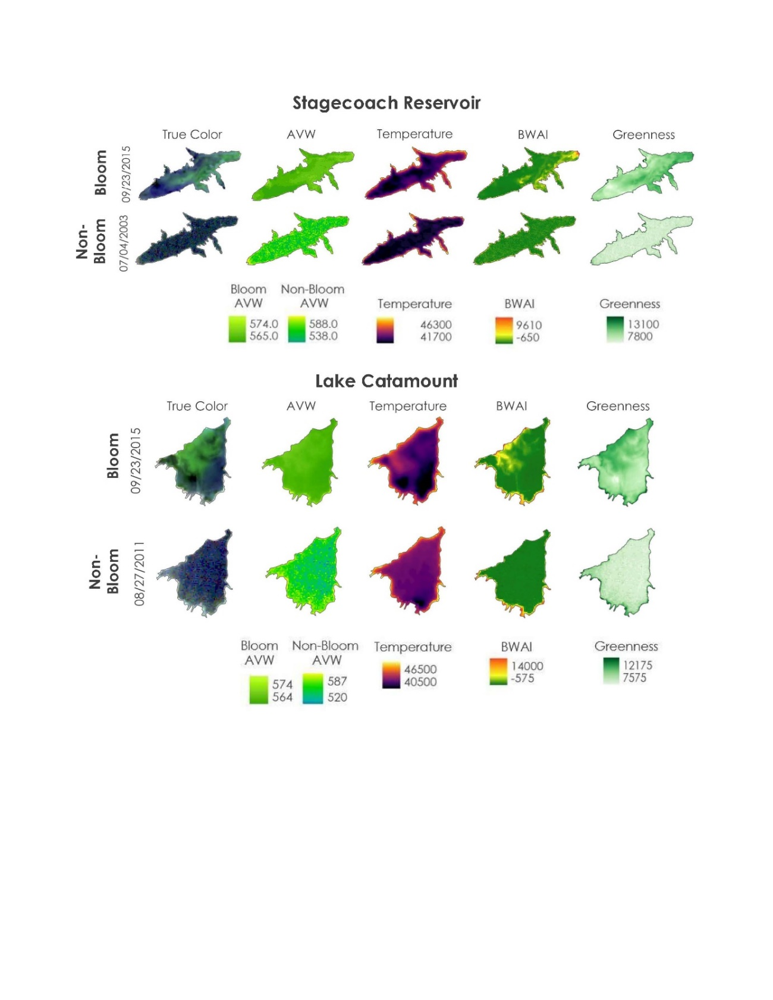 Stagecoach Reservoir
True Color AVW Temperature BWAI Greenness
Bloom
09/23/2015
Non-
Bloom
07/04/2003
Bloom AVW
574.0
565.0
Non-Bloom AVW
588.0
538.0
Temperature
46300
41700
BWAI
9610
-650
Greenness
13100
7800
Lake Catamount
True Color AVW Temperature BWAI Greenness
Bloom
09/23/2015
Non-
Bloom
08/27/2011
Bloom AVW
574
564
Non-Bloom AVW
587
520
Temperature
46500
40500
BWAI
14000
-575
Greenness
12175
7575